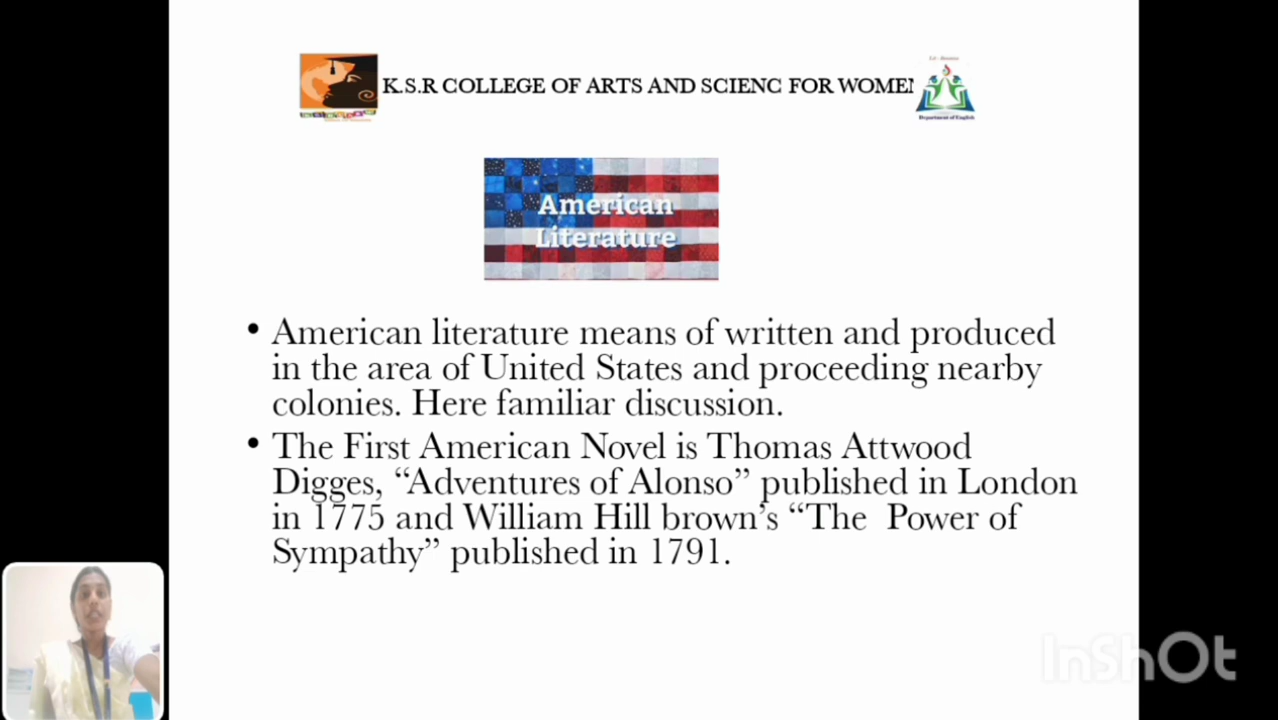 K.S.R COLLEGE OF ARTS AND SCIENC FOR WOMEN
Department of English
American
Literature
• American literature means of written and produced
in the area of United States and proceeding nearby
colonies. Here familiar discussion.
• The First American Novel is Thomas Attwood
Digges, “Adventures of Alonso” published in London
in 1775 and William Hill brown’s “The Power of
Sympathy” published in 1791.
InShOt